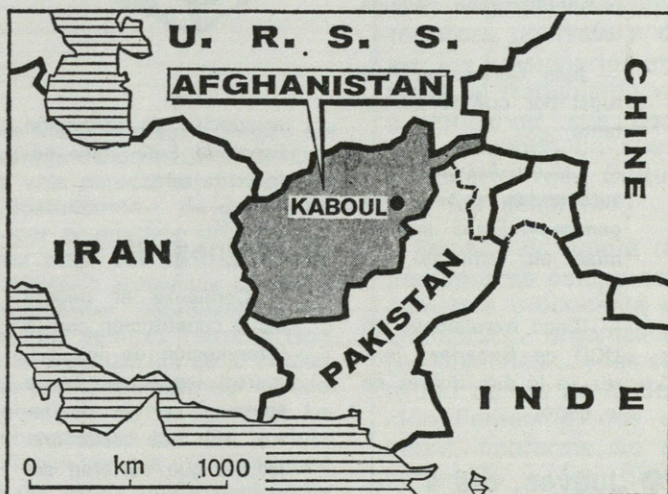 U. R. S. S.
AFGHANISTAN
CHINE
KABOUL
IRAN
PAKISTAN
INDE
0 km 1000